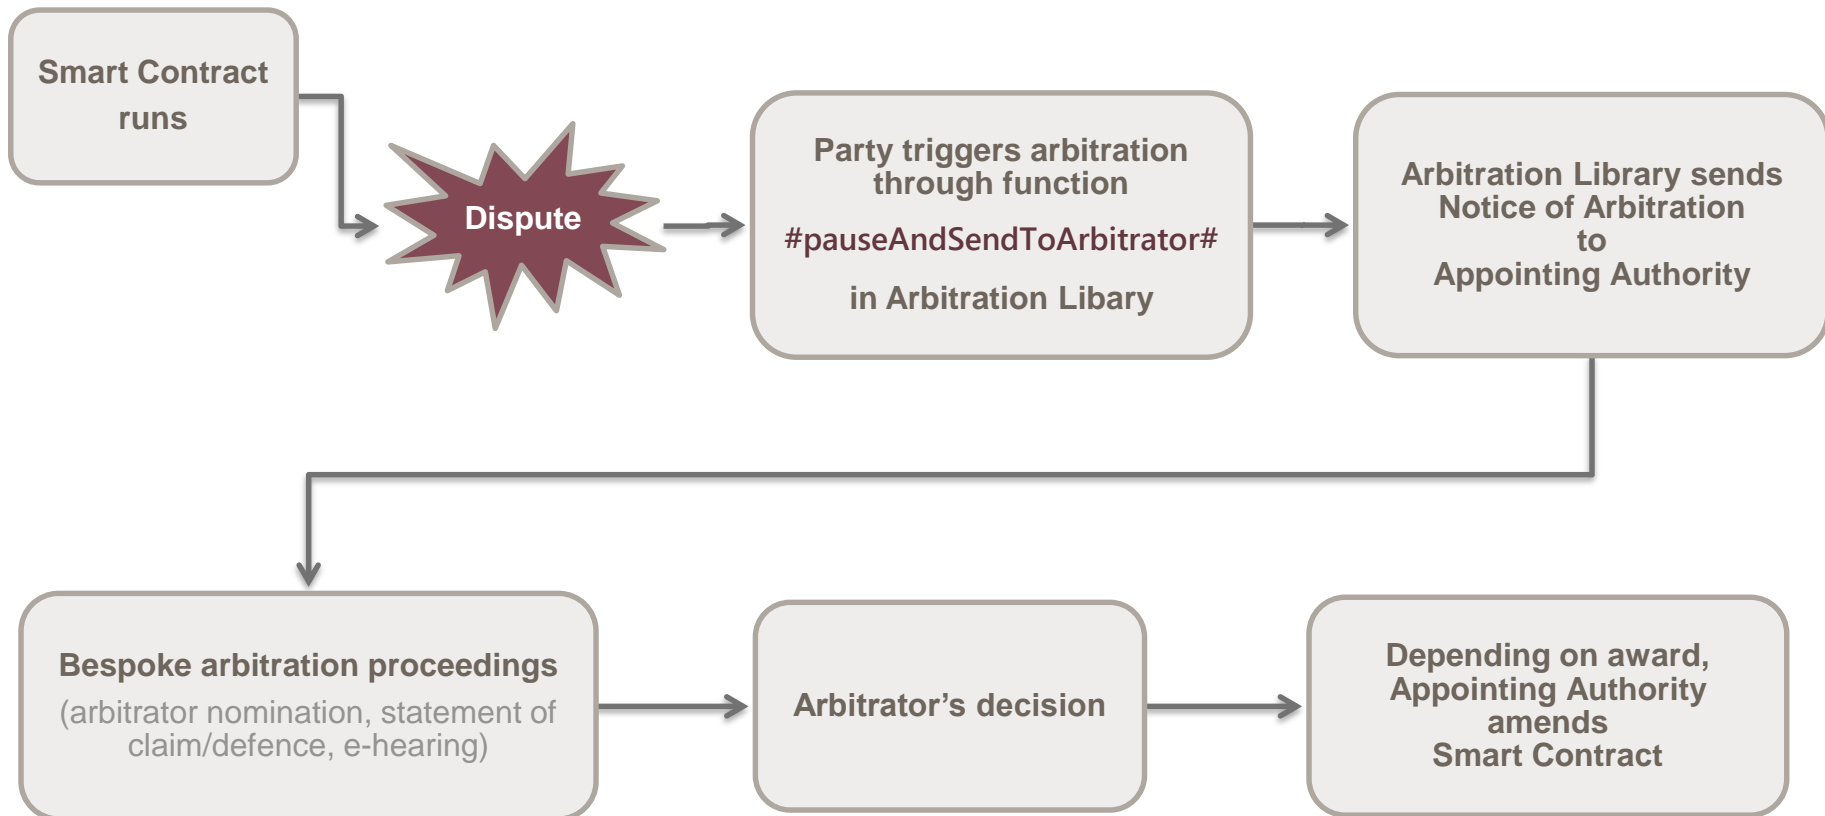 Smart Contract
runs
Dispute
Party triggers arbitration
through function
#pauseAndSendToArbitrator#
in Arbitration Libary
Arbitration Library sends
Notice of Arbitration
to
Appointing Authority
Bespoke arbitration proceedings
(arbitrator nomination, statement of
claim/defence, e-hearing)
Arbitrator’s decision
Depending on award,
Appointing Authority
amends
Smart Contract